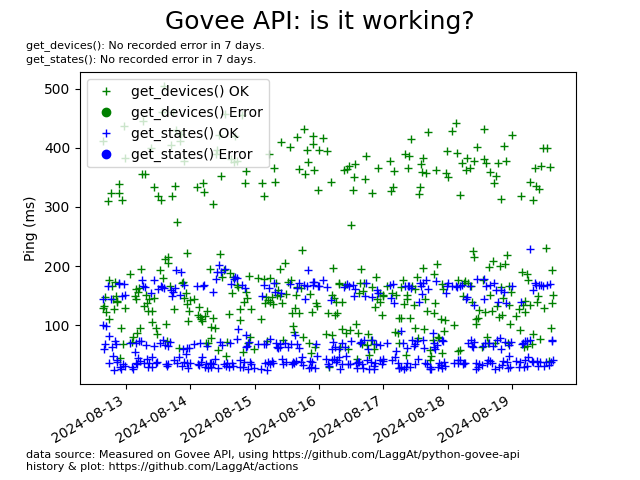 Govee API: is it working?
get_devices(): No recorded error in 7 days.
get_states(): No recorded error in 7 days.
get_devices() OK
get_devices() Error
get_states() OK
get_states() Error
Ping (ms)
500
400
300
200
100
2024-08-13
2024-08-14
2024-08-15
2024-08-16
2024-08-17
2024-08-18
2024-08-19
data source: Measured on Govee API, using https://github.com/LaggAt/python-govee-api
history & plot: https://github.com/LaggAt/actions